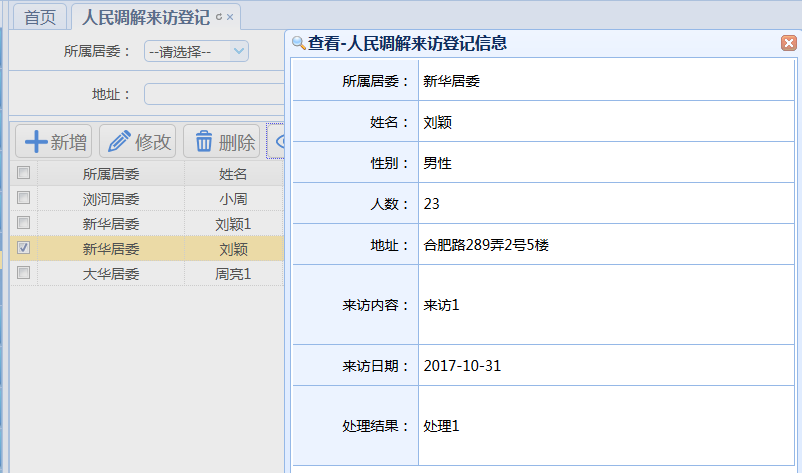 首页
人民调解来访登记
所属居委：
--请选择--
地址：
新增
修改
删除
所属居委 姓名
浏河居委 小周
新华居委 刘颖1
新华居委 刘颖
大华居委 周亮1
查看-人民调解来访登记信息
所属居委： 新华居委
姓名： 刘颖
性别： 男性
人数： 23
地址： 合肥路289弄2号5楼
来访内容： 来访1
来访日期： 2017-10-31
处理结果： 处理1